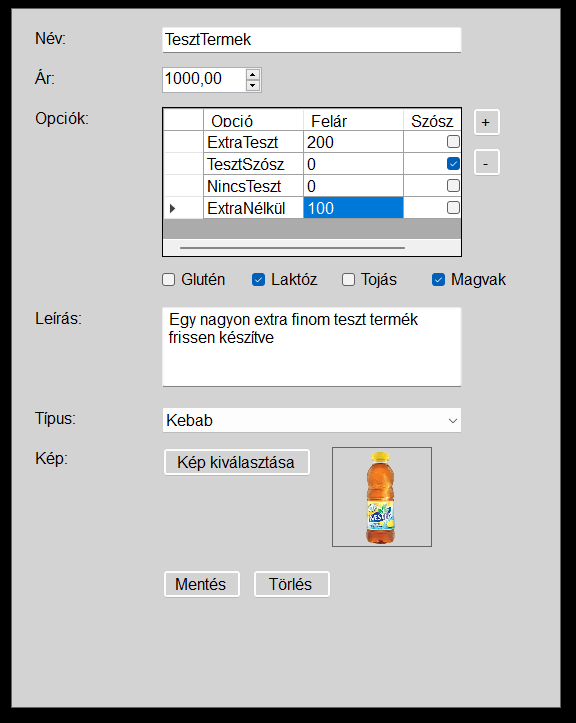 Név: TesztTermek
Ár: 1000,00
Opciók:
Opció Felár Szósz
ExtraTeszt 200
TesztSzósz 0
NincsTeszt 0
ExtraNélkül 100
+
-
Glutén Laktóz Tojás Magvak
Leírás: Egy nagyon extra finom teszt termék
frissen készítve
Típus: Kebab
Kép: Kép kiválasztása
NESTEA
Mentés Törlés